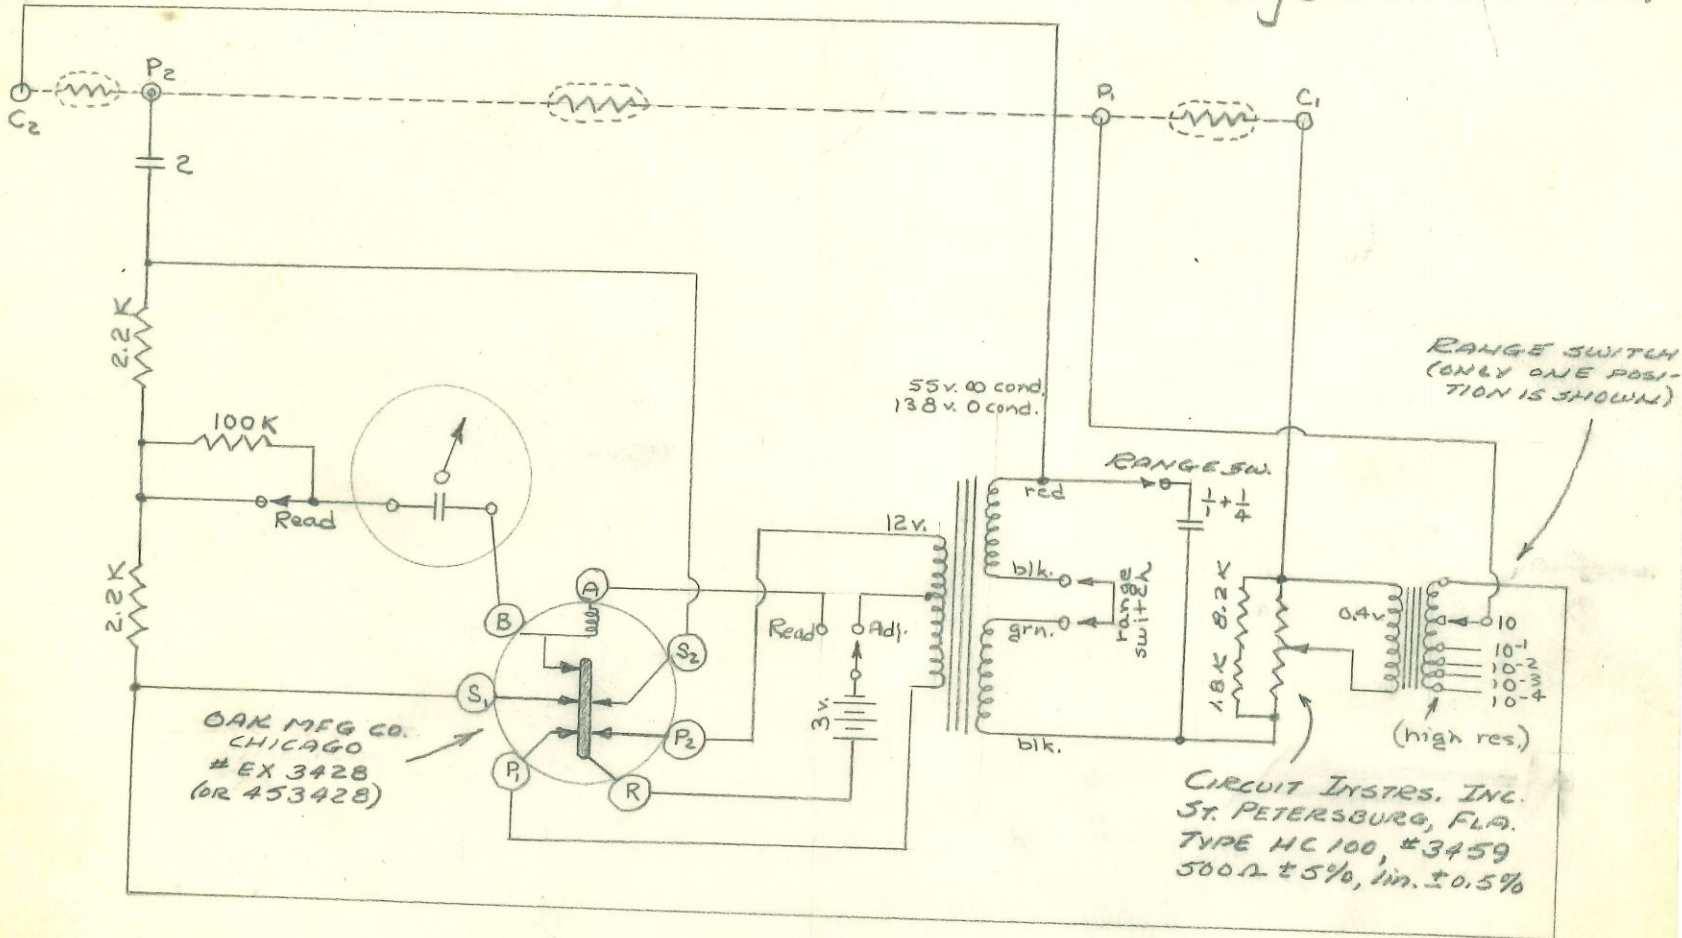 P2
C2
P1
C1
2
2.2K
100K
Read
2.2K
55v. ∞ cond.
138v. 0 cond.
RANGE SWITCH
(ONLY ONE POSI-
TION IS SHOWN)
RANGE SW.
red
1/1 + 1/4
12v.
blk.
grn.
range
switch
blk.
A
B
S2
S1
P2
P1
R
Read
Adj.
3v.
8.2K
1.8K
0.4v.
10
10-1
10-2
10-3
10-4
(high res.)
OAK MFG CO.
CHICAGO
# EX 3428
(OR 453428)
CIRCUIT INSTRS. INC.
ST. PETERSBURG, FLA.
TYPE HC 100, #3459
500Ω ±5%, lin. ±0.5%